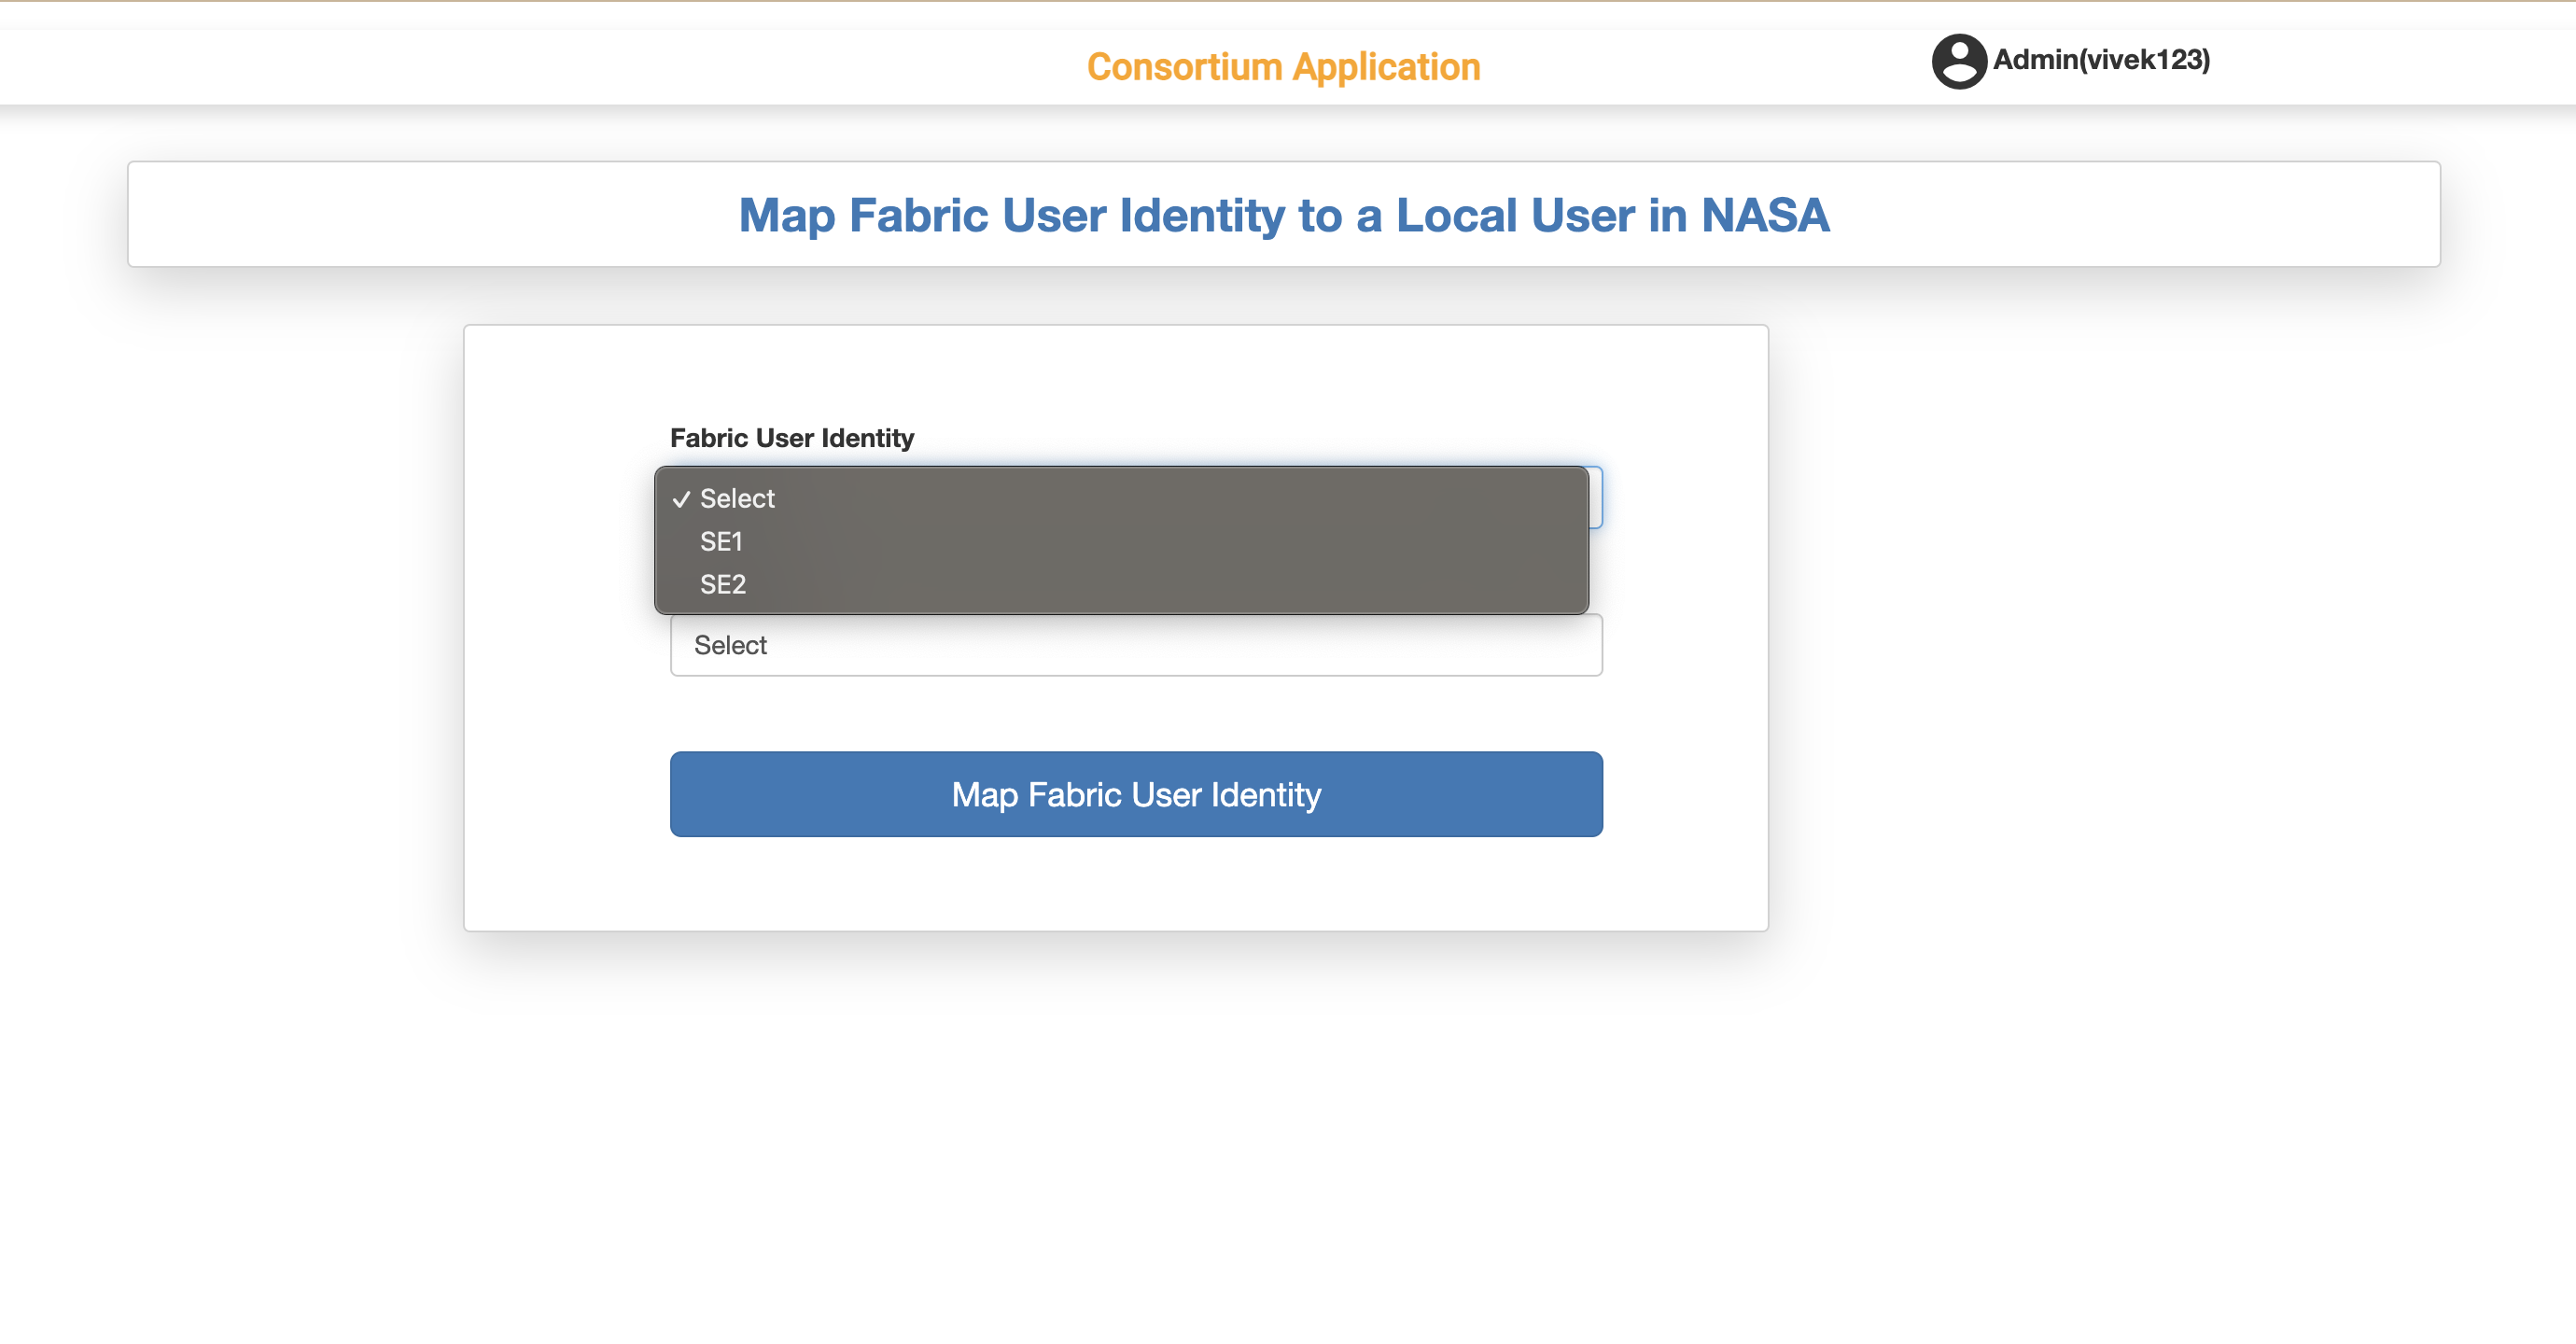 Consortium Application
Admin(vivek123)
Map Fabric User Identity to a Local User in NASA
Fabric User Identity
✓ Select
SE1
SE2
Select
Map Fabric User Identity